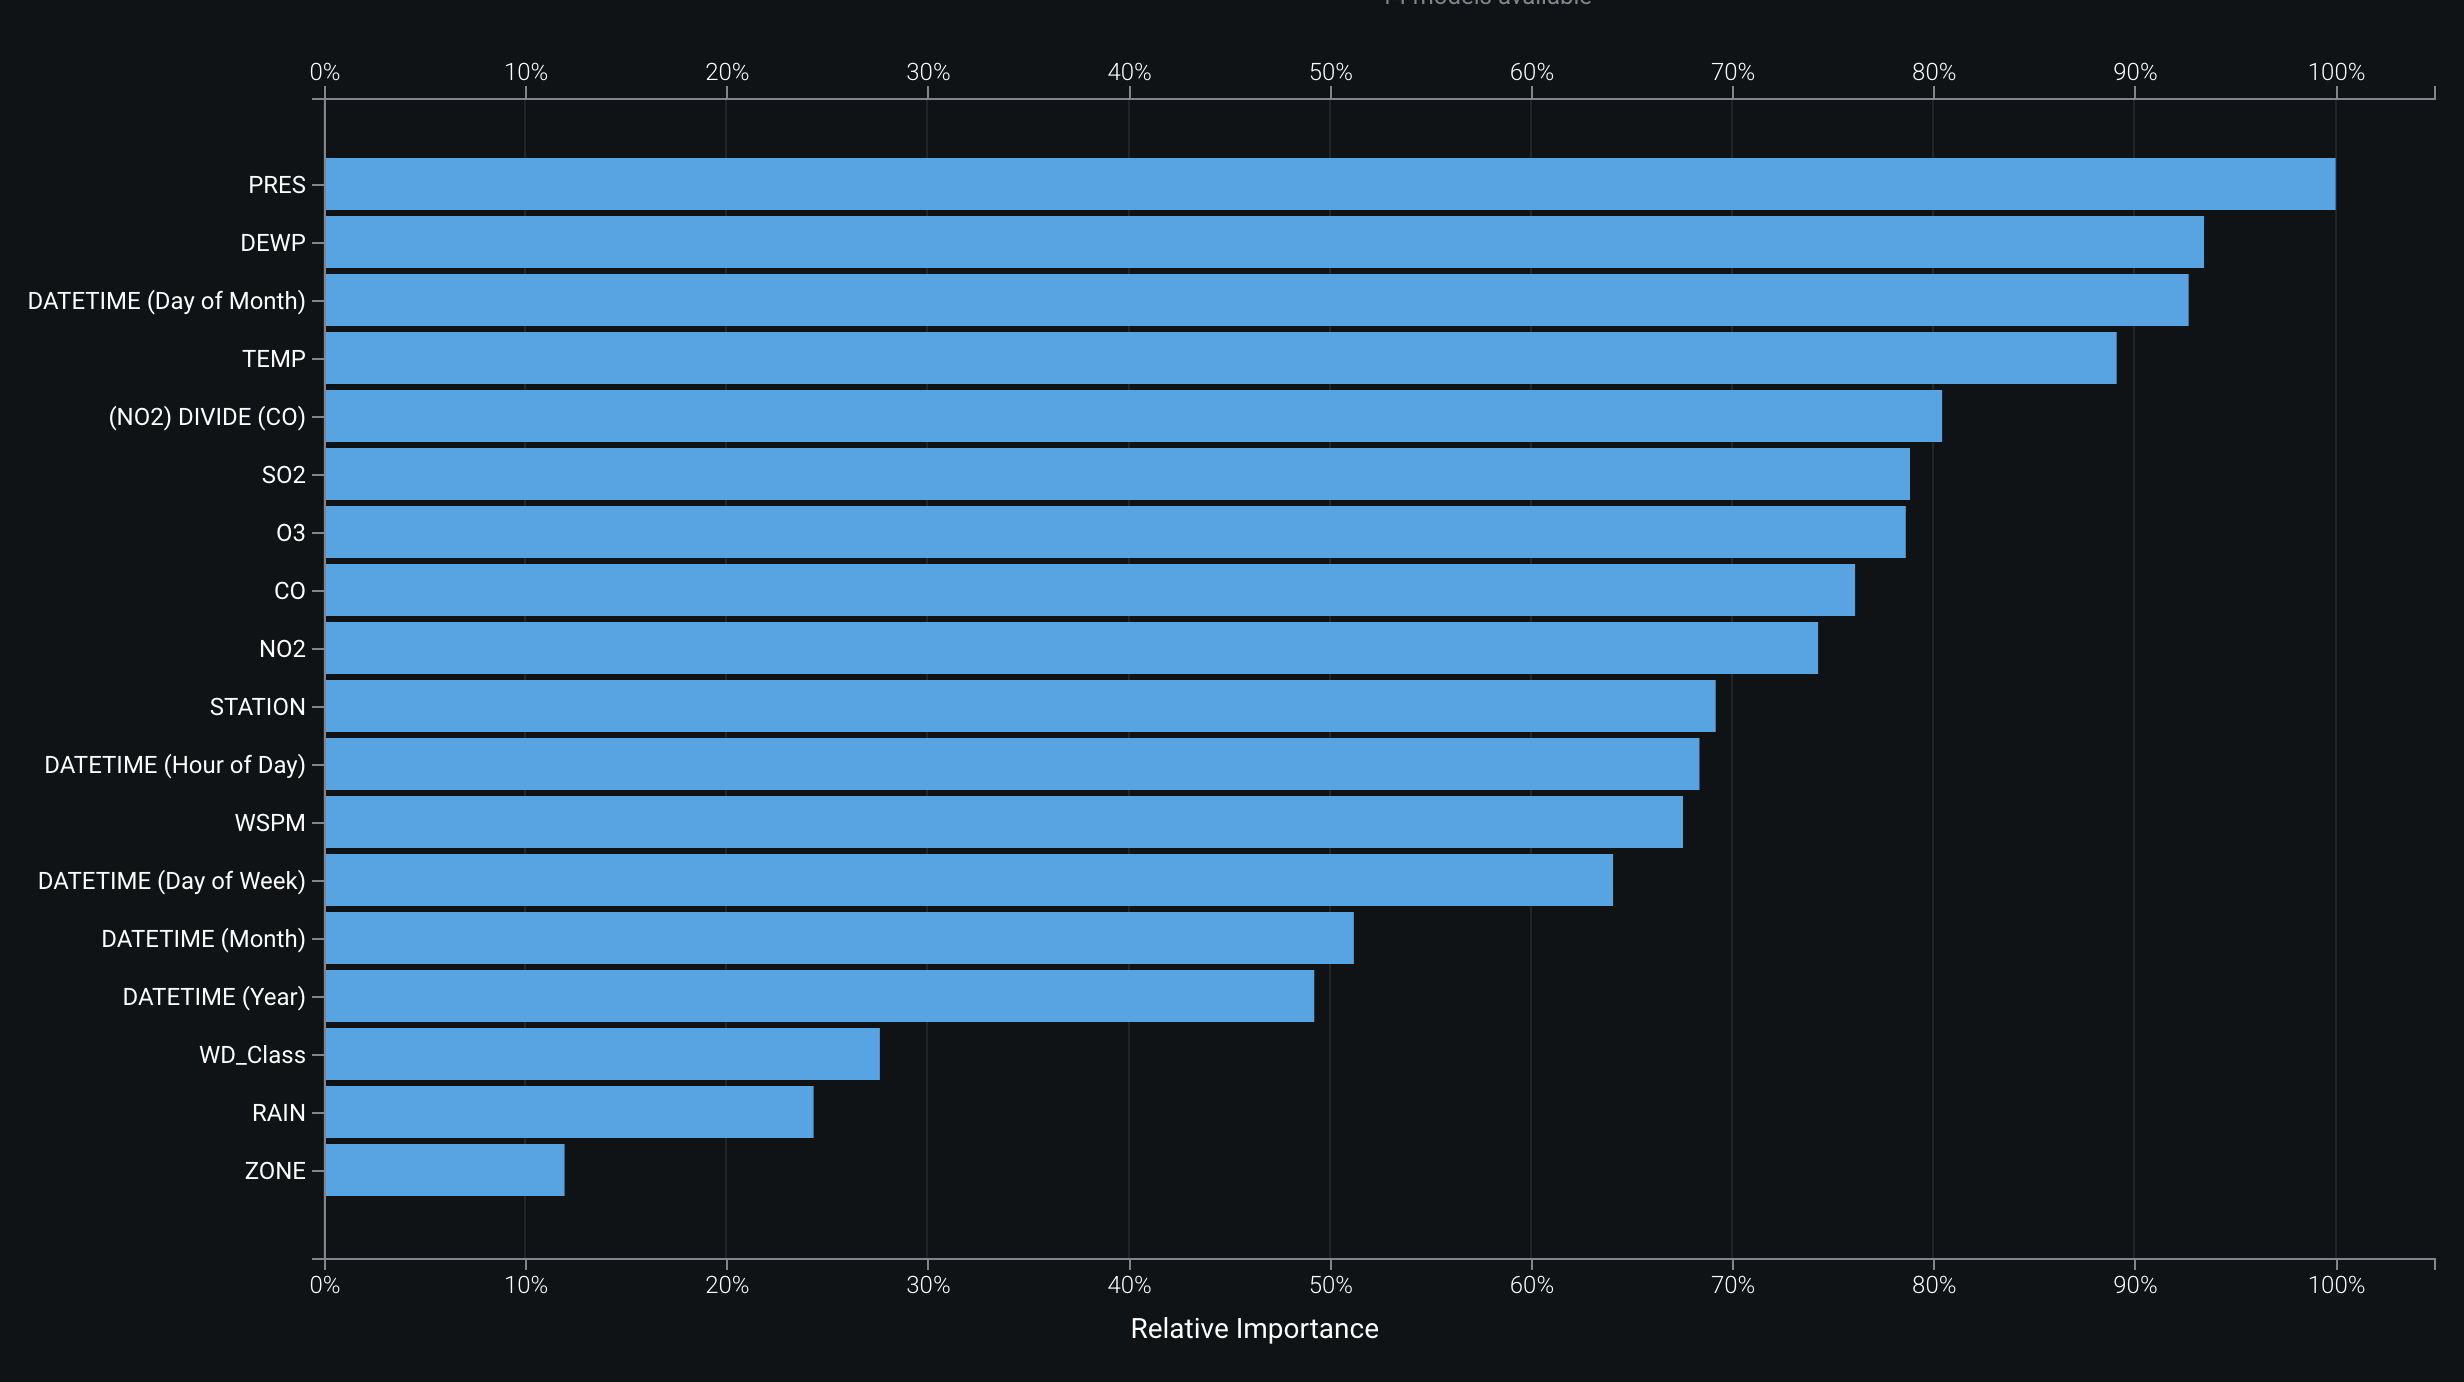 models available
0% 10% 20% 30% 40% 50% 60% 70% 80% 90% 100%
PRES
DEWP
DATETIME (Day of Month)
TEMP
(NO2) DIVIDE (CO)
SO2
O3
CO
NO2
STATION
DATETIME (Hour of Day)
WSPM
DATETIME (Day of Week)
DATETIME (Month)
DATETIME (Year)
WD_Class
RAIN
ZONE
0% 10% 20% 30% 40% 50% 60% 70% 80% 90% 100%
Relative Importance